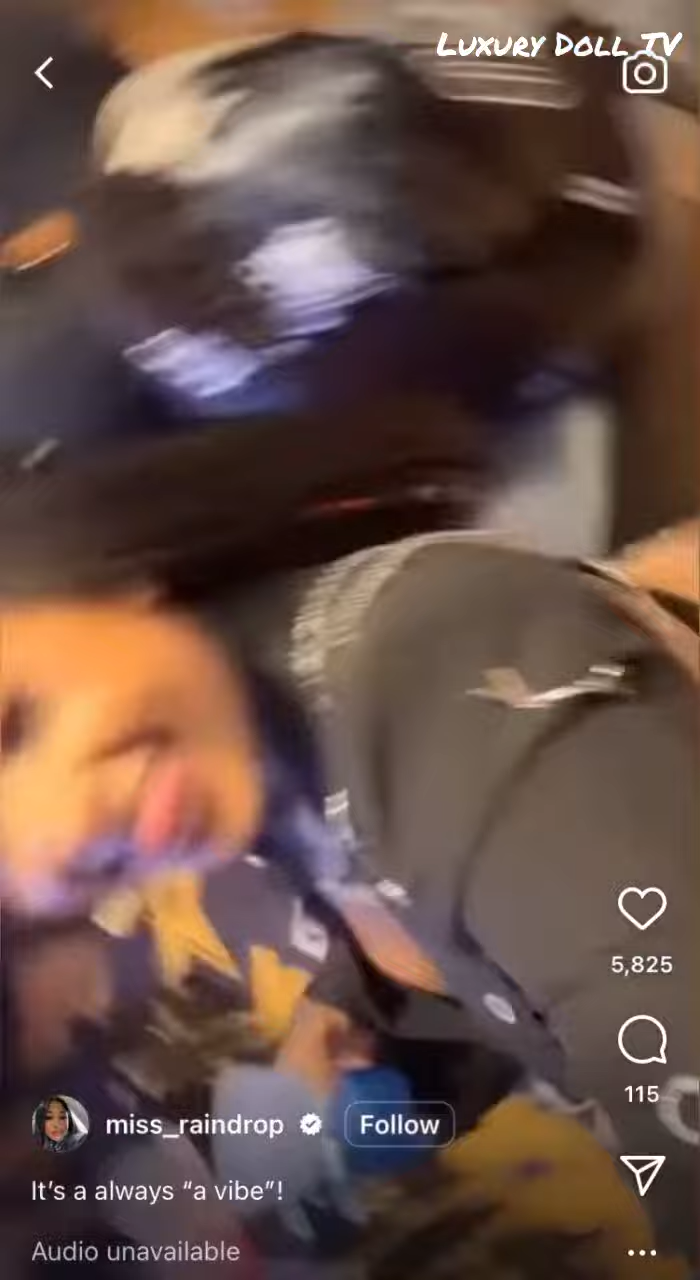 Luxury Doll TV
5,825
115
miss_raindrop
Follow
It's a always “a vibe”!
Audio unavailable